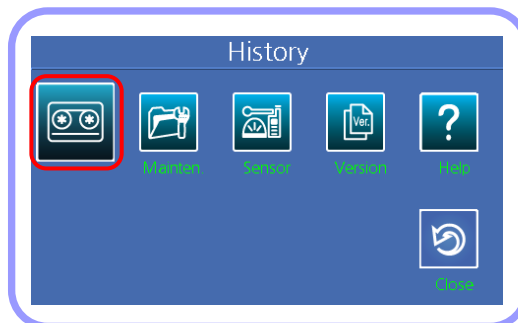 History
Ver.
?
Mainten.
Sensor
Version
Help
Close